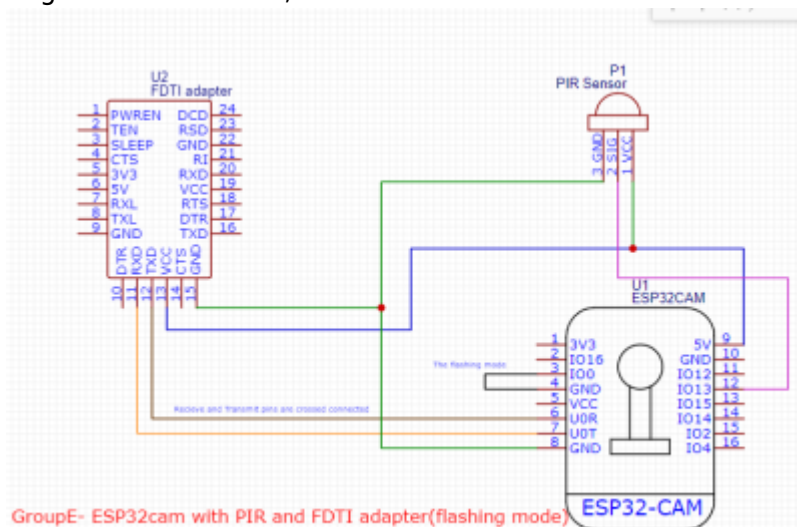 U2
FDTI adapter
1 PWREN DCD 24
2 TEN RSD 23
3 SLEEP GND 22
4 CTS RI 21
5 3V3 RXD 20
6 5V VCC 19
7 RXL RTS 18
8 TXL DTR 17
9 GND TXD 16
DTR RXD TXD VCC CTS GND
10 11 12 13 14 15
P1
PIR Sensor
3 GND
2 SIG
1 VCC
U1
ESP32CAM
1 3V3 5V 9
2 IO16 GND 10
The flashing mode
3 IO0 IO12 11
4 GND IO13 12
5 VCC IO15 13
Recieve and Transmit pins are crossed connected
6 U0R IO14 14
7 U0T IO2 15
8 GND IO4 16
ESP32-CAM
GroupE- ESP32cam with PIR and FDTI adapter(flashing mode)